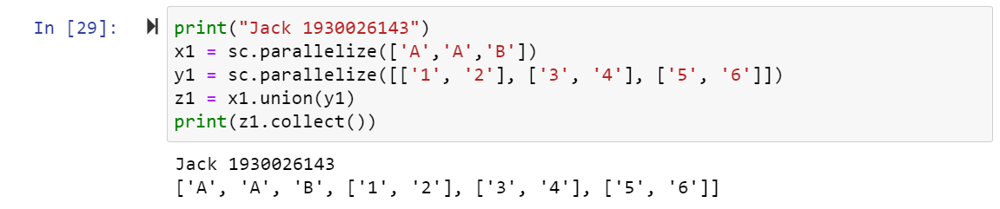 In [29]:
print("Jack 1930026143")
x1 = sc.parallelize(['A','A','B'])
y1 = sc.parallelize([['1', '2'], ['3', '4'], ['5', '6']])
z1 = x1.union(y1)
print(z1.collect())
Jack 1930026143
['A', 'A', 'B', ['1', '2'], ['3', '4'], ['5', '6']]